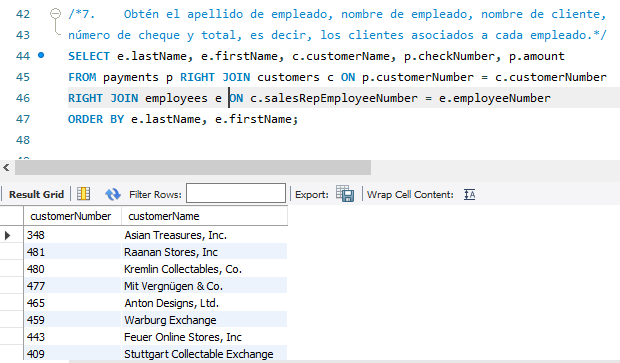 42 /*7. Obtén el apellido de empleado, nombre de empleado, nombre de cliente,
43 número de cheque y total, es decir, los clientes asociados a cada empleado.*/
44 SELECT e.lastName, e.firstName, c.customerName, p.checkNumber, p.amount
45 FROM payments p RIGHT JOIN customers c ON p.customerNumber = c.customerNumber
46 RIGHT JOIN employees e ON c.salesRepEmployeeNumber = e.employeeNumber
47 ORDER BY e.lastName, e.firstName;
48
Result Grid Filter Rows: Export: Wrap Cell Content:
customerNumber customerName
348 Asian Treasures, Inc.
481 Raanan Stores, Inc
480 Kremlin Collectables, Co.
477 Mit Vergnügen & Co.
465 Anton Designs, Ltd.
459 Warburg Exchange
443 Feuer Online Stores, Inc
409 Stuttgart Collectable Exchange